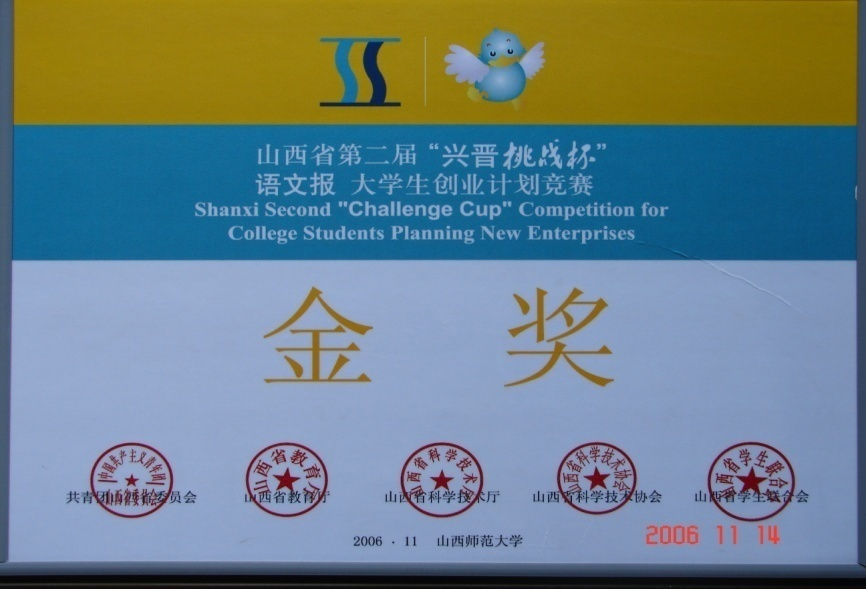 山西省第二届“兴晋挑战杯”
语文报 大学生创业计划竞赛
Shanxi Second "Challenge Cup" Competition for
College Students Planning New Enterprises
金 奖
共青团山西省委员会 山西省教育厅 山西省科学技术厅 山西省科学技术协会 山西省学生联合会
2006 · 11 山西师范大学
2006 11 14